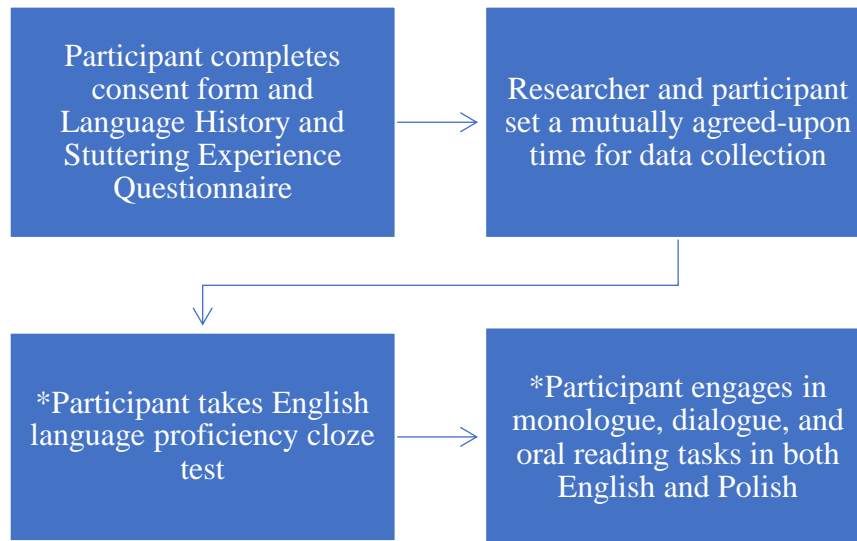 Participant completes
consent form and
Language History and
Stuttering Experience
Questionnaire
Researcher and participant
set a mutually agreed-upon
time for data collection
*Participant takes English
language proficiency cloze
test
*Participant engages in
monologue, dialogue, and
oral reading tasks in both
English and Polish